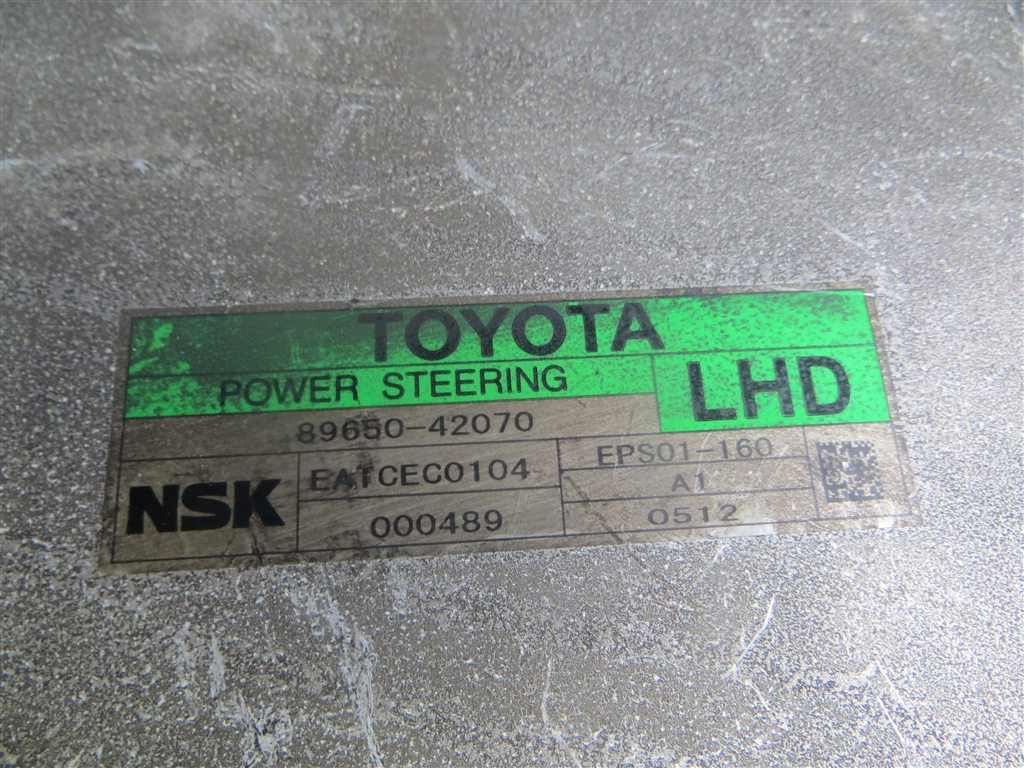 TOYOTA
POWER STEERING
LHD
89650-42070
NSK
EATCEC0104
000489
EPS01-160
A1
0512